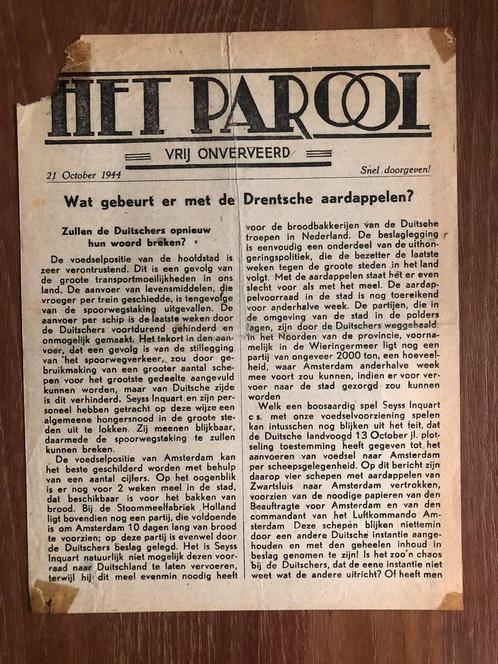 HET PAROOL
VRIJ ONVERVEERD
21 October 1944 Snel doorgeven!
Wat gebeurt er met de Drentsche aardappelen?
Zullen de Duitschers opnieuw
hun woord breken?
De voedselpositie van de hoofdstad is
zeer verontrustend. Dit is een gevolg van
de groote transportmoeilijkheden in ons
land. De aanvoer van levensmiddelen, die
vroeger per trein geschiedde, is tengevolge
van de spoorwegstaking uitgevallen. De
aanvoer per schip is de laatste weken door
de Duitschers voortdurend gehinderd en
onmogelijk gemaakt. Het tekort in den aan-
voer, dat een gevolg is van de stillegging
van het spoorwegverkeer, zou door ge-
bruikmaking van een grooter aantal sche-
pen voor het grootste gedeelte aangevuld
kunnen worden, maar van Duitsche zijde
is dit verhinderd. Seyss Inquart en zijn per-
soneel hebben getracht op deze wijze een
algemeene hongersnood in de groote ste-
den uit te lokken. Zij meenen blijkbaar,
daarmede de spoorwegstaking te zullen
kunnen breken.
De voedselpositie van Amsterdam kan
het beste geschilderd worden met behulp
van een aantal cijfers. Op het oogenblik
is er nog voor 2 weken meel in de stad,
dat beschikbaar is voor het bakken van
brood. Bij de Stoommeelfabriek Holland
ligt bovendien nog een partij, die voldoende
is om Amsterdam 10 dagen lang van brood
te voorzien; op deze partij is evenwel door
de Duitschers beslag gelegd. Het is Seyss
Inquart natuurlijk niet mogelijk dezen voor-
raad naar Duitschland te laten vervoeren,
terwijl hij dit meel evenmin noodig heeft
voor de broodbakkerijen van de Duitsche
troepen in Nederland. De beslaglegging
is eenvoudig een onderdeel van de uithon-
geringspolitiek, die de bezetter de laatste
weken tegen de groote steden in het land
volgt. Met de aardappelen staat het er even
slecht voor als met het meel. De aardap-
pelvoorraad in de stad is nog toereikend
voor anderhalve week. De partijen, die in
de omgeving van de stad in de polders
lagen, zijn door de Duitschers weggehaald.
In het Noorden van de provincie, voorna-
melijk in de Wieringermeer ligt nog een
partij van ongeveer 2000 ton, een hoeveel-
heid, waar Amsterdam anderhalve week
mee zou kunnen toekomen, indien er ver-
voer naar de stad gezorgd zou kunnen
worden
Welk een boosaardig spel Seyss Inquart
c. s. met onze voedselvoorziening spelen
kan intusschen nog blijken uit het feit, dat
de Duitsche landvoogd 13 October jl. plot-
seling toestemming heeft gegeven tot het
aanvoeren van voedsel naar Amsterdam
per scheepsgelegenheid. Op dit bericht zijn
daarop vier schepen met aardappelen van
Zwartsluis naar Amsterdam vertrokken,
voorzien van de noodige papieren van den
Beauftragte voor Amsterdam en van den
commandant van het Luftkommando Am-
sterdam Deze schepen blijken niettemin
door een andere Duitsche instantie aange-
houden en met den geheelen inhoud in
beslag genomen te zijn! Is het zoo'n chaos
bij de Duitschers, dat de eene instantie niet
weet wat de andere uitricht? Of heeft men